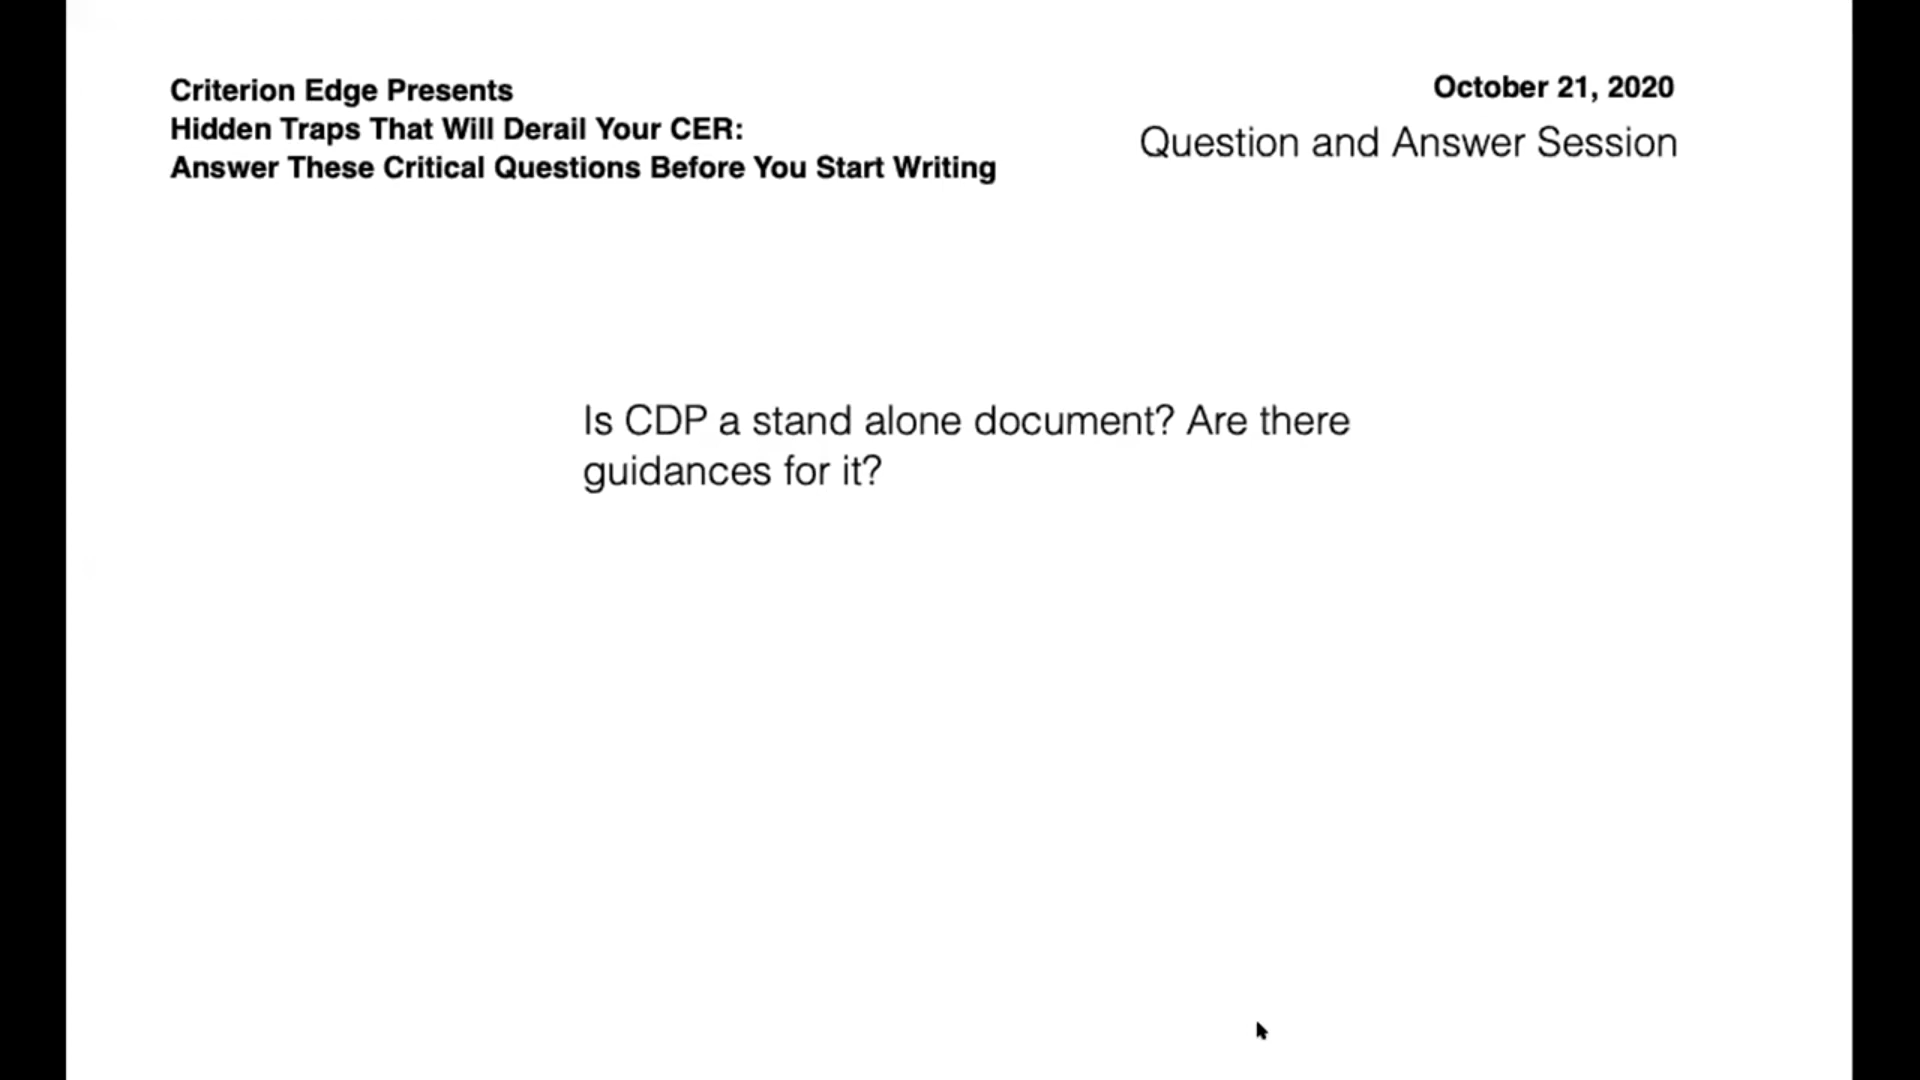 Criterion Edge Presents
Hidden Traps That Will Derail Your CER:
Answer These Critical Questions Before You Start Writing
October 21, 2020
Question and Answer Session
Is CDP a stand alone document? Are there
guidances for it?